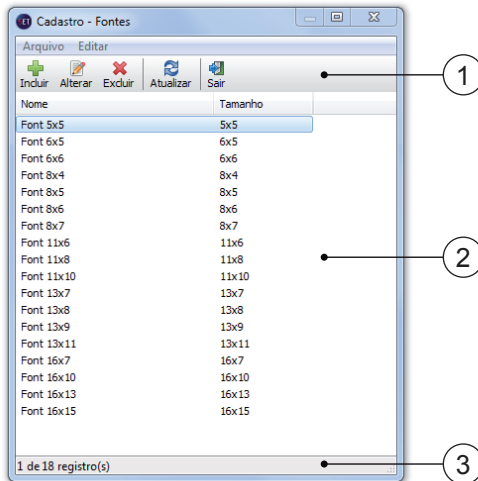 ET Cadastro - Fontes
Arquivo Editar
Incluir Alterar Excluir Atualizar Sair
1
Nome Tamanho
Font 5x5 5x5
Font 6x5 6x5
Font 6x6 6x6
Font 8x4 8x4
Font 8x5 8x5
Font 8x6 8x6
Font 8x7 8x7
Font 11x6 11x6
Font 11x8 11x8
2
Font 11x10 11x10
Font 13x7 13x7
Font 13x8 13x8
Font 13x9 13x9
Font 13x11 13x11
Font 16x7 16x7
Font 16x10 16x10
Font 16x13 16x13
Font 16x15 16x15
1 de 18 registro(s)
3